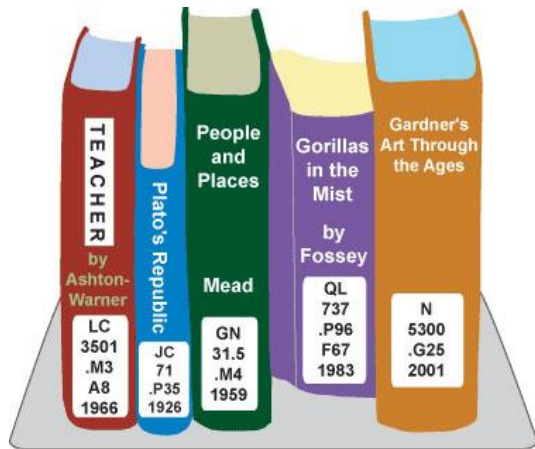 TEACHER
by
Ashton-
Warner
LC
3501
.M3
A8
1966
Plato's Republic
JC
71
.P35
1926
People
and
Places
Mead
GN
31.5
.M4
1959
Gorillas
in the
Mist
by
Fossey
QL
737
.P96
F67
1983
Gardner's
Art Through
the Ages
N
5300
.G25
2001